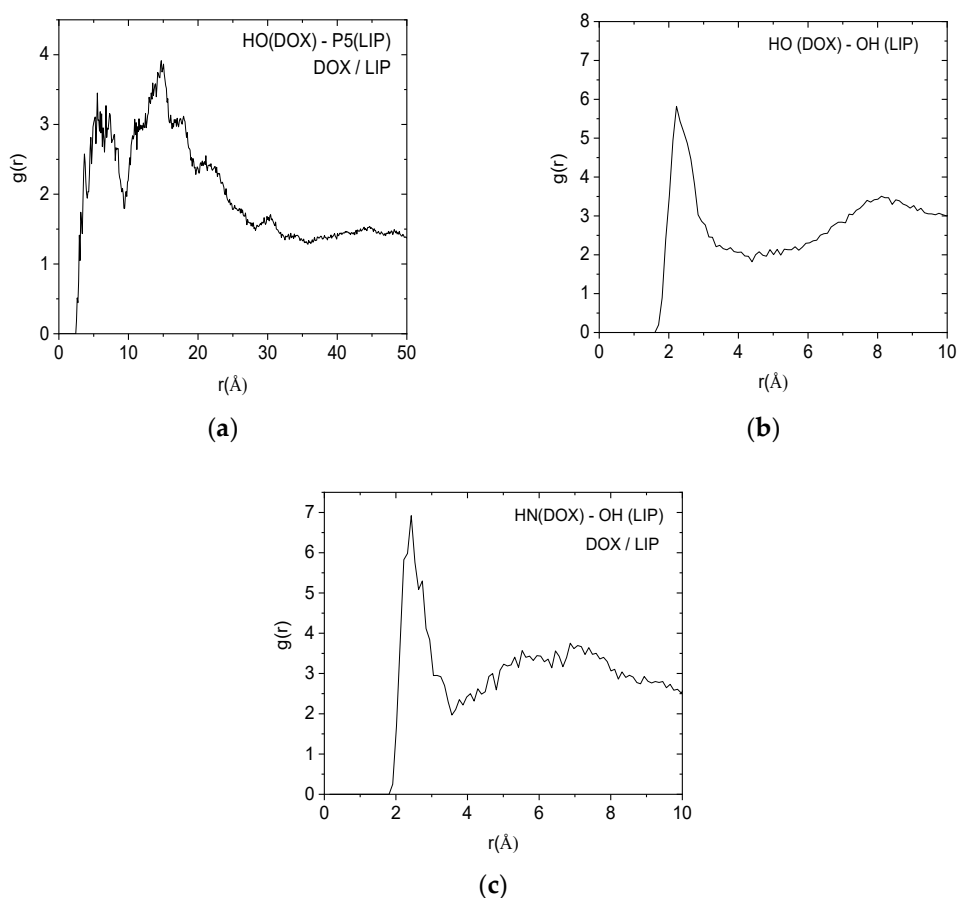 HO(DOX) - P5(LIP)
DOX / LIP
g(r)
4
3
2
1
0
0 10 20 30 40 50
r(Å)
(a)
HO (DOX) - OH (LIP)
g(r)
8
7
6
5
4
3
2
1
0
0 2 4 6 8 10
r(Å)
(b)
HN(DOX) - OH (LIP)
DOX / LIP
g(r)
7
6
5
4
3
2
1
0
0 2 4 6 8 10
r(Å)
(c)